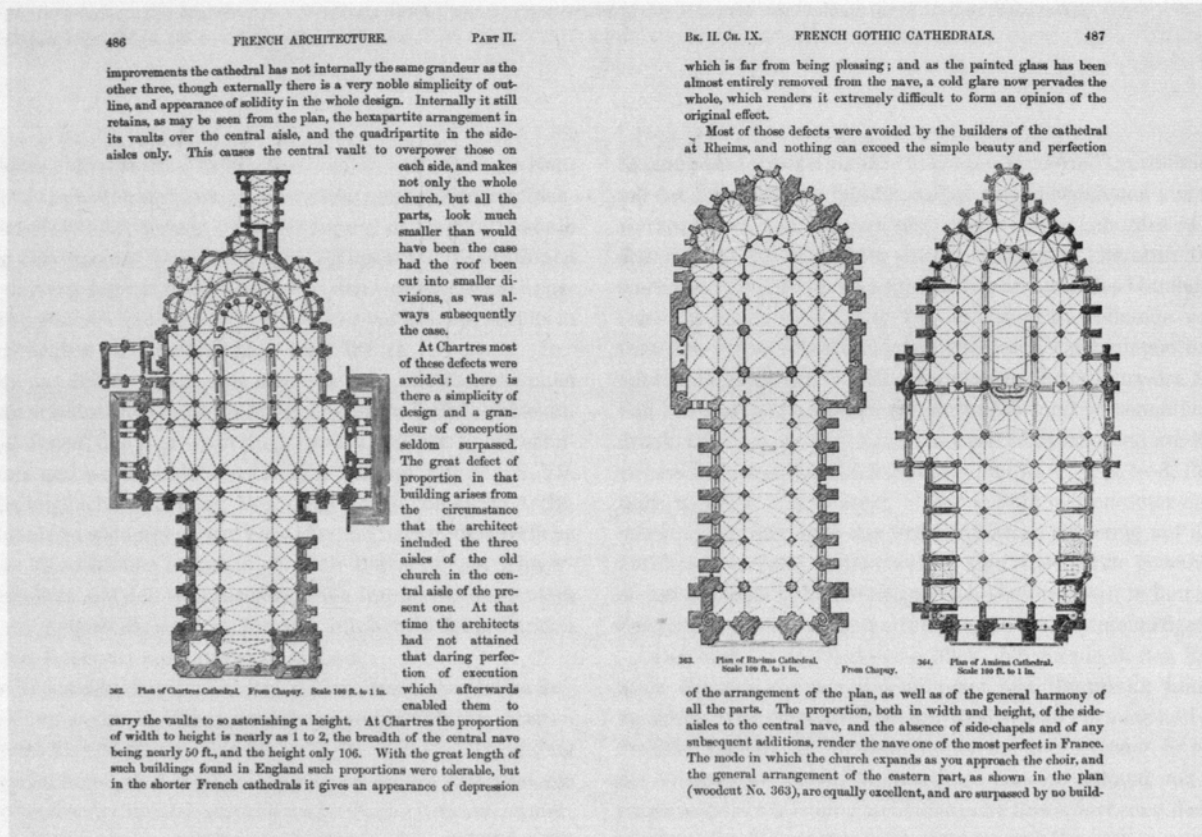 486 FRENCH ARCHITECTURE. PART II.
improvements the cathedral has not internally the same grandeur as the
other three, though externally there is a very noble simplicity of out-
line, and appearance of solidity in the whole design. Internally it still
retains, as may be seen from the plan, the hexapartite arrangement in
its vaults over the central aisle, and the quadripartite in the side-
aisles only. This causes the central vault to overpower those on
each side, and makes
not only the whole
church, but all the
parts, look much
smaller than would
have been the case
had the roof been
cut into smaller di-
visions, as was al-
ways subsequently
the case.
At Chartres most
of these defects were
avoided; there is
there a simplicity of
design and a gran-
deur of conception
seldom surpassed.
The great defect of
proportion in that
building arises from
the circumstance
that the architect
included the three
aisles of the old
church in the cen-
tral aisle of the pre-
sent one. At that
time the architects
had not attained
that daring perfec-
tion of execution
which afterwards
enabled them to
362. Plan of Chartres Cathedral. From Chapuy. Scale 100 ft. to 1 in.
carry the vaults to so astonishing a height. At Chartres the proportion
of width to height is nearly as 1 to 2, the breadth of the central nave
being nearly 50 ft., and the height only 106. With the great length of
such buildings found in England such proportions were tolerable, but
in the shorter French cathedrals it gives an appearance of depression
BK. II. CH. IX. FRENCH GOTHIC CATHEDRALS. 487
which is far from being pleasing; and as the painted glass has been
almost entirely removed from the nave, a cold glare now pervades the
whole, which renders it extremely difficult to form an opinion of the
original effect.
Most of those defects were avoided by the builders of the cathedral
at Rheims, and nothing can exceed the simple beauty and perfection
363. Plan of Rheims Cathedral.
Scale 100 ft. to 1 in.
From Chapuy.
364. Plan of Amiens Cathedral.
Scale 100 ft. to 1 in.
of the arrangement of the plan, as well as of the general harmony of
all the parts. The proportion, both in width and height, of the side-
aisles to the central nave, and the absence of side-chapels and of any
subsequent additions, render the nave one of the most perfect in France.
The mode in which the church expands as you approach the choir, and
the general arrangement of the eastern part, as shown in the plan
(woodcut No. 363), are equally excellent, and are surpassed by no build-